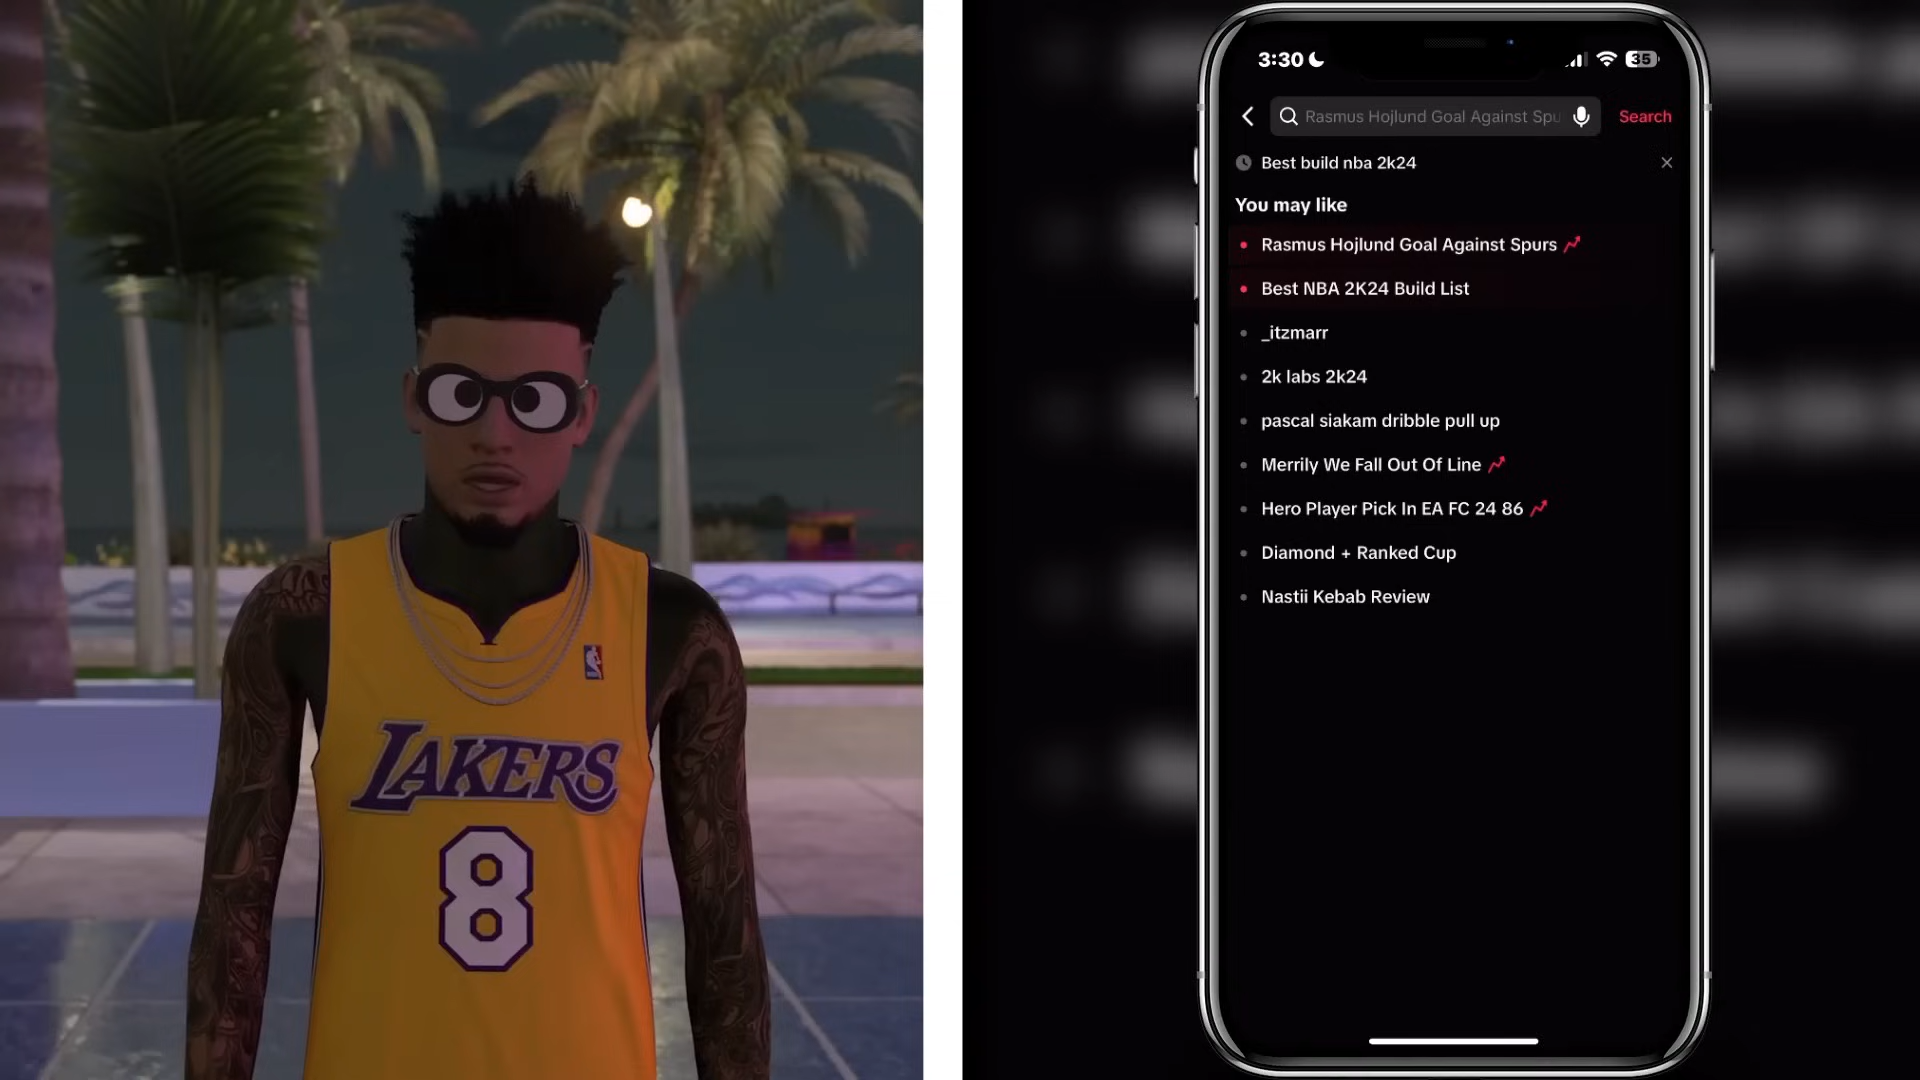 LAKERS
8
3:30
35
Rasmus Hojlund Goal Against Spu
Search
Best build nba 2k24
You may like
Rasmus Hojlund Goal Against Spurs
Best NBA 2K24 Build List
_itzmarr
2k labs 2k24
pascal siakam dribble pull up
Merrily We Fall Out Of Line
Hero Player Pick In EA FC 24 86
Diamond + Ranked Cup
Nastii Kebab Review